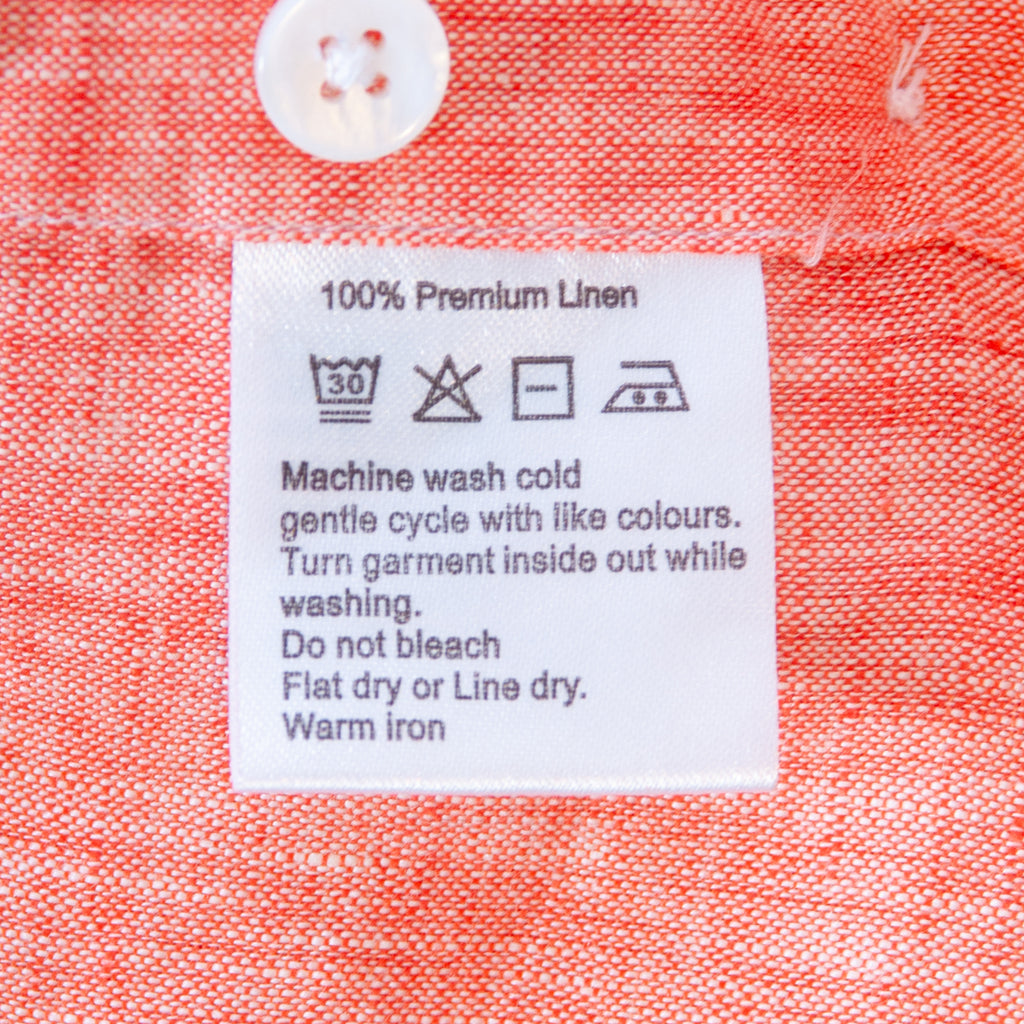 100% Premium Linen
30
Machine wash cold
gentle cycle with like colours.
Turn garment inside out while
washing.
Do not bleach
Flat dry or Line dry.
Warm iron